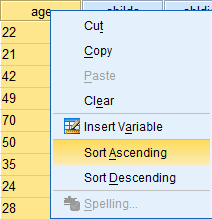 age
22
21
42
49
70
50
35
24
28
Cut
Copy
Paste
Clear
Insert Variable
Sort Ascending
Sort Descending
Spelling...